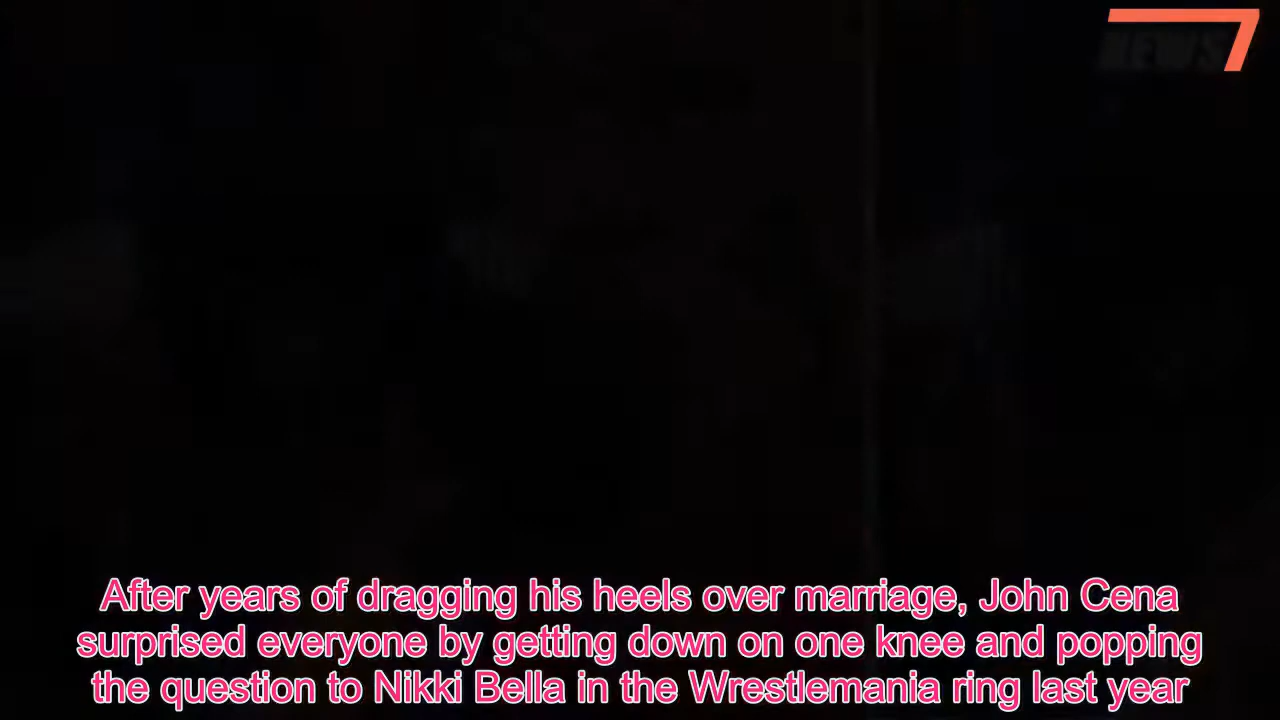 NEWS7
After years of dragging his heels over marriage, John Cena
surprised everyone by getting down on one knee and popping
the question to Nikki Bella in the Wrestlemania ring last year